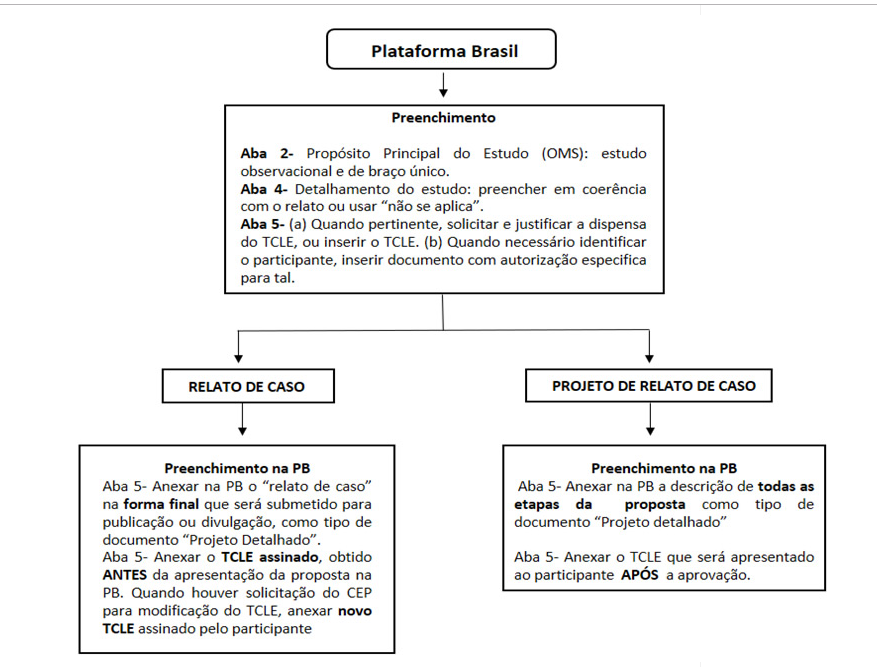 Plataforma Brasil
Preenchimento
Aba 2- Propósito Principal do Estudo (OMS): estudo
observacional e de braço único.
Aba 4- Detalhamento do estudo: preencher em coerência
com o relato ou usar “não se aplica”.
Aba 5- (a) Quando pertinente, solicitar e justificar a dispensa
do TCLE, ou inserir o TCLE. (b) Quando necessário identificar
o participante, inserir documento com autorização especifica
para tal.
RELATO DE CASO
Preenchimento na PB
Aba 5- Anexar na PB o “relato de caso”
na forma final que será submetido para
publicação ou divulgação, como tipo de
documento “Projeto Detalhado”.
Aba 5- Anexar o TCLE assinado, obtido
ANTES da apresentação da proposta na
PB. Quando houver solicitação do CEP
para modificação do TCLE, anexar novo
TCLE assinado pelo participante
PROJETO DE RELATO DE CASO
Preenchimento na PB
Aba 5- Anexar na PB a descrição de todas as
etapas da proposta como tipo de
documento “Projeto detalhado”
Aba 5- Anexar o TCLE que será apresentado
ao participante APÓS a aprovação.